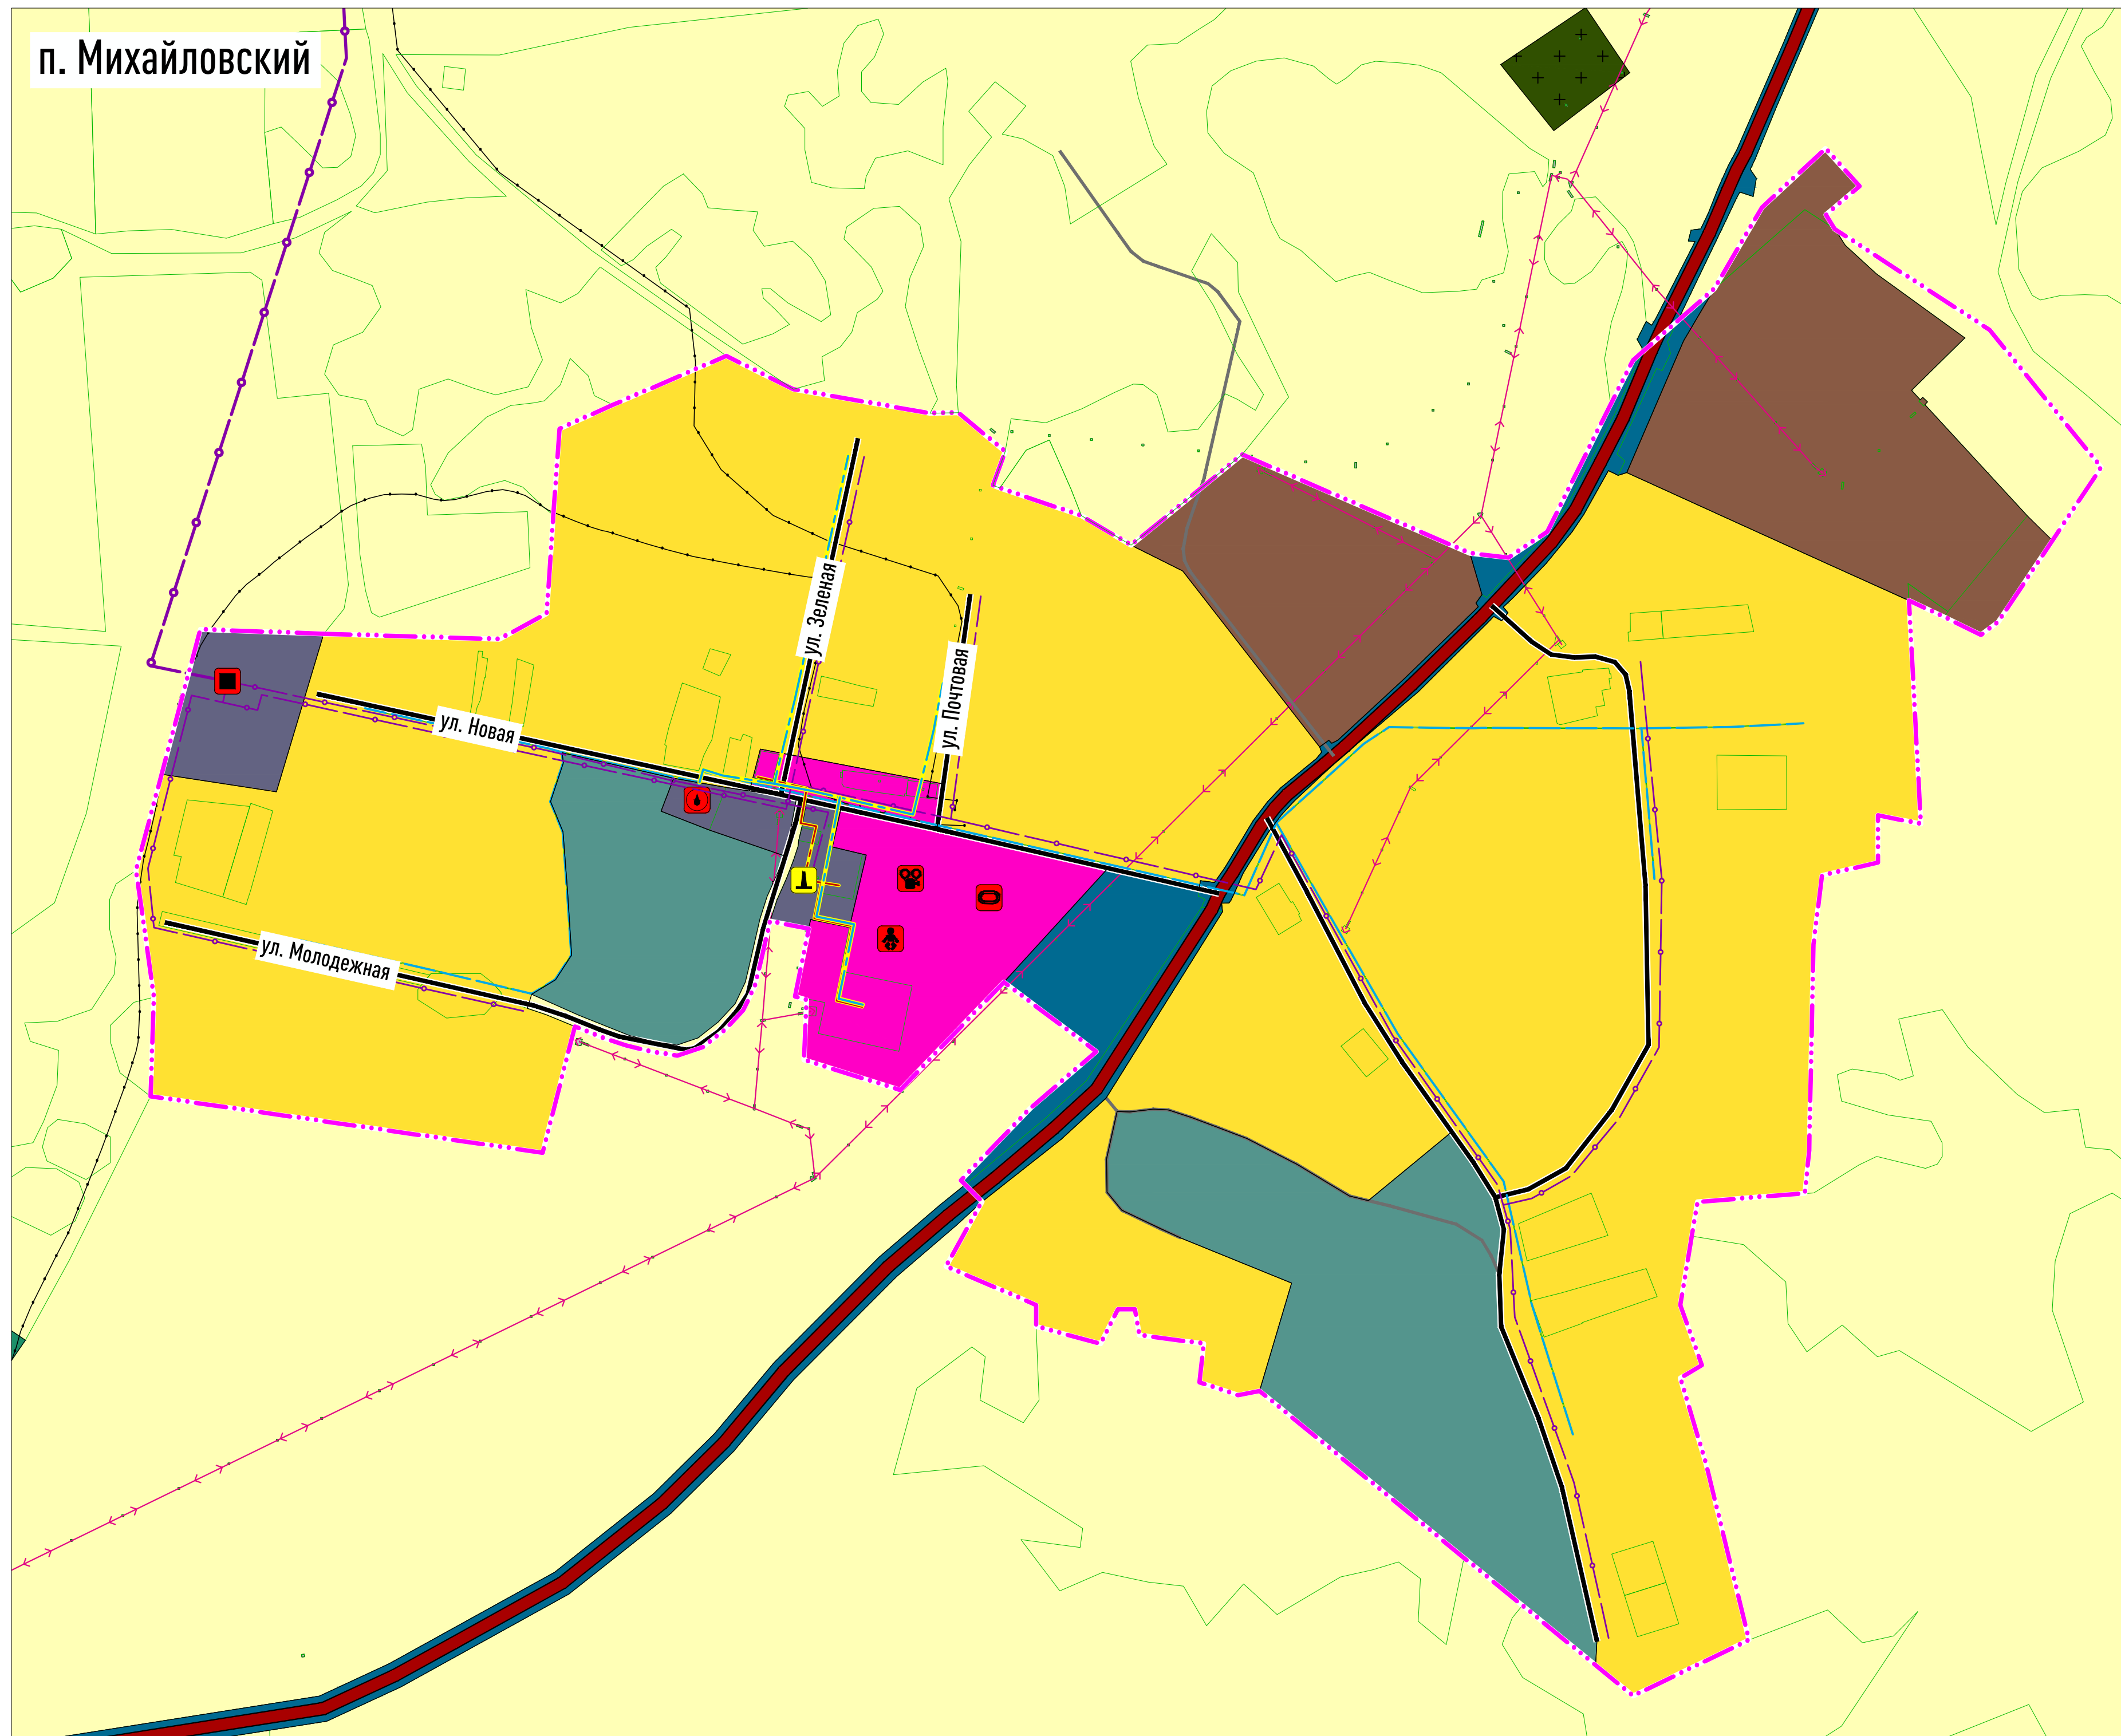 п. Михайловский
ул. Зеленая
ул. Почтовая
ул. Новая
ул. Молодежная